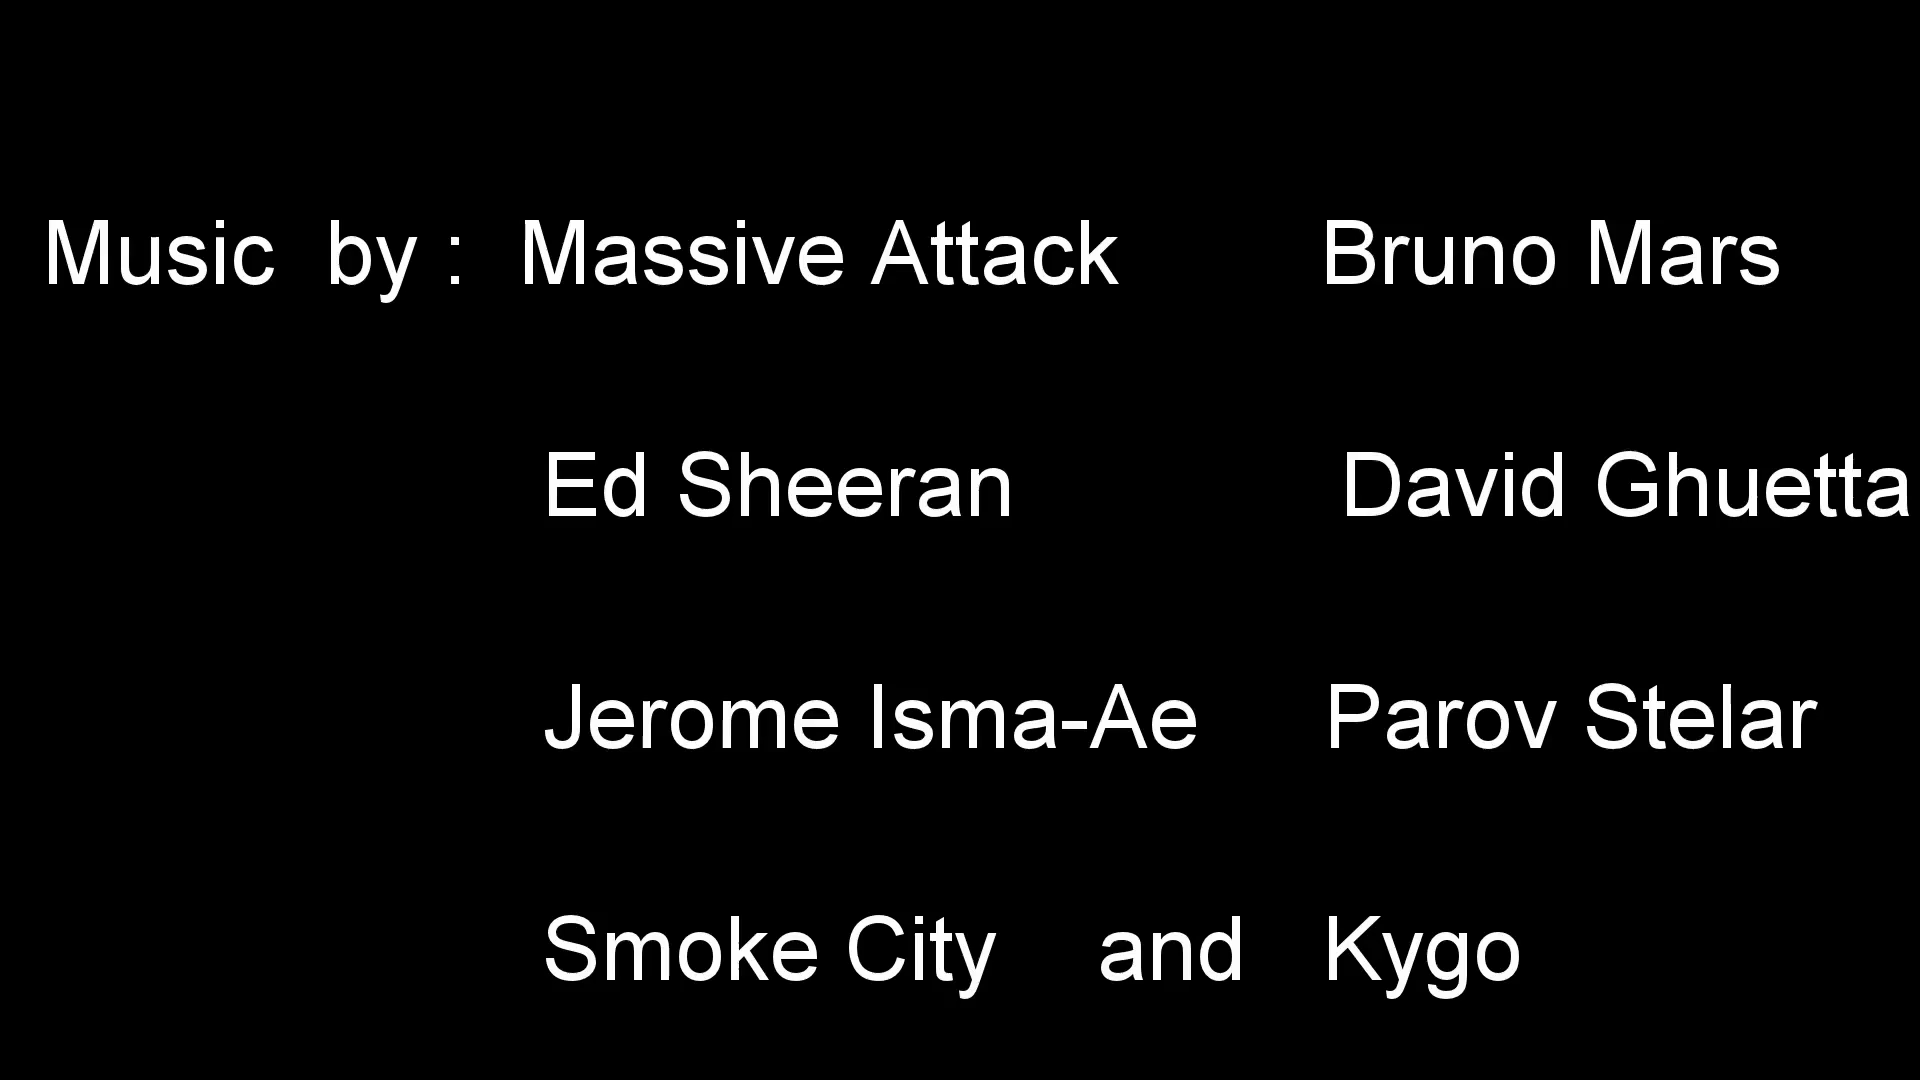 Music by : Massive Attack Bruno Mars
Ed Sheeran David Ghuetta
Jerome Isma-Ae Parov Stelar
Smoke City and Kygo